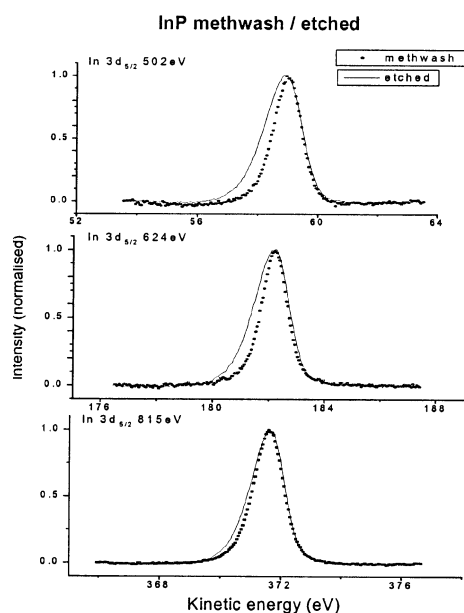 InP methwash / etched
In 3d5/2 502eV
methwash
etched
1.0
0.5
0.0
52 56 60 64
In 3d5/2 624eV
1.0
0.5
0.0
176 180 184 188
In 3d5/2 815eV
1.0
0.5
0.0
368 372 376
Intensity (normalised)
Kinetic energy (eV)